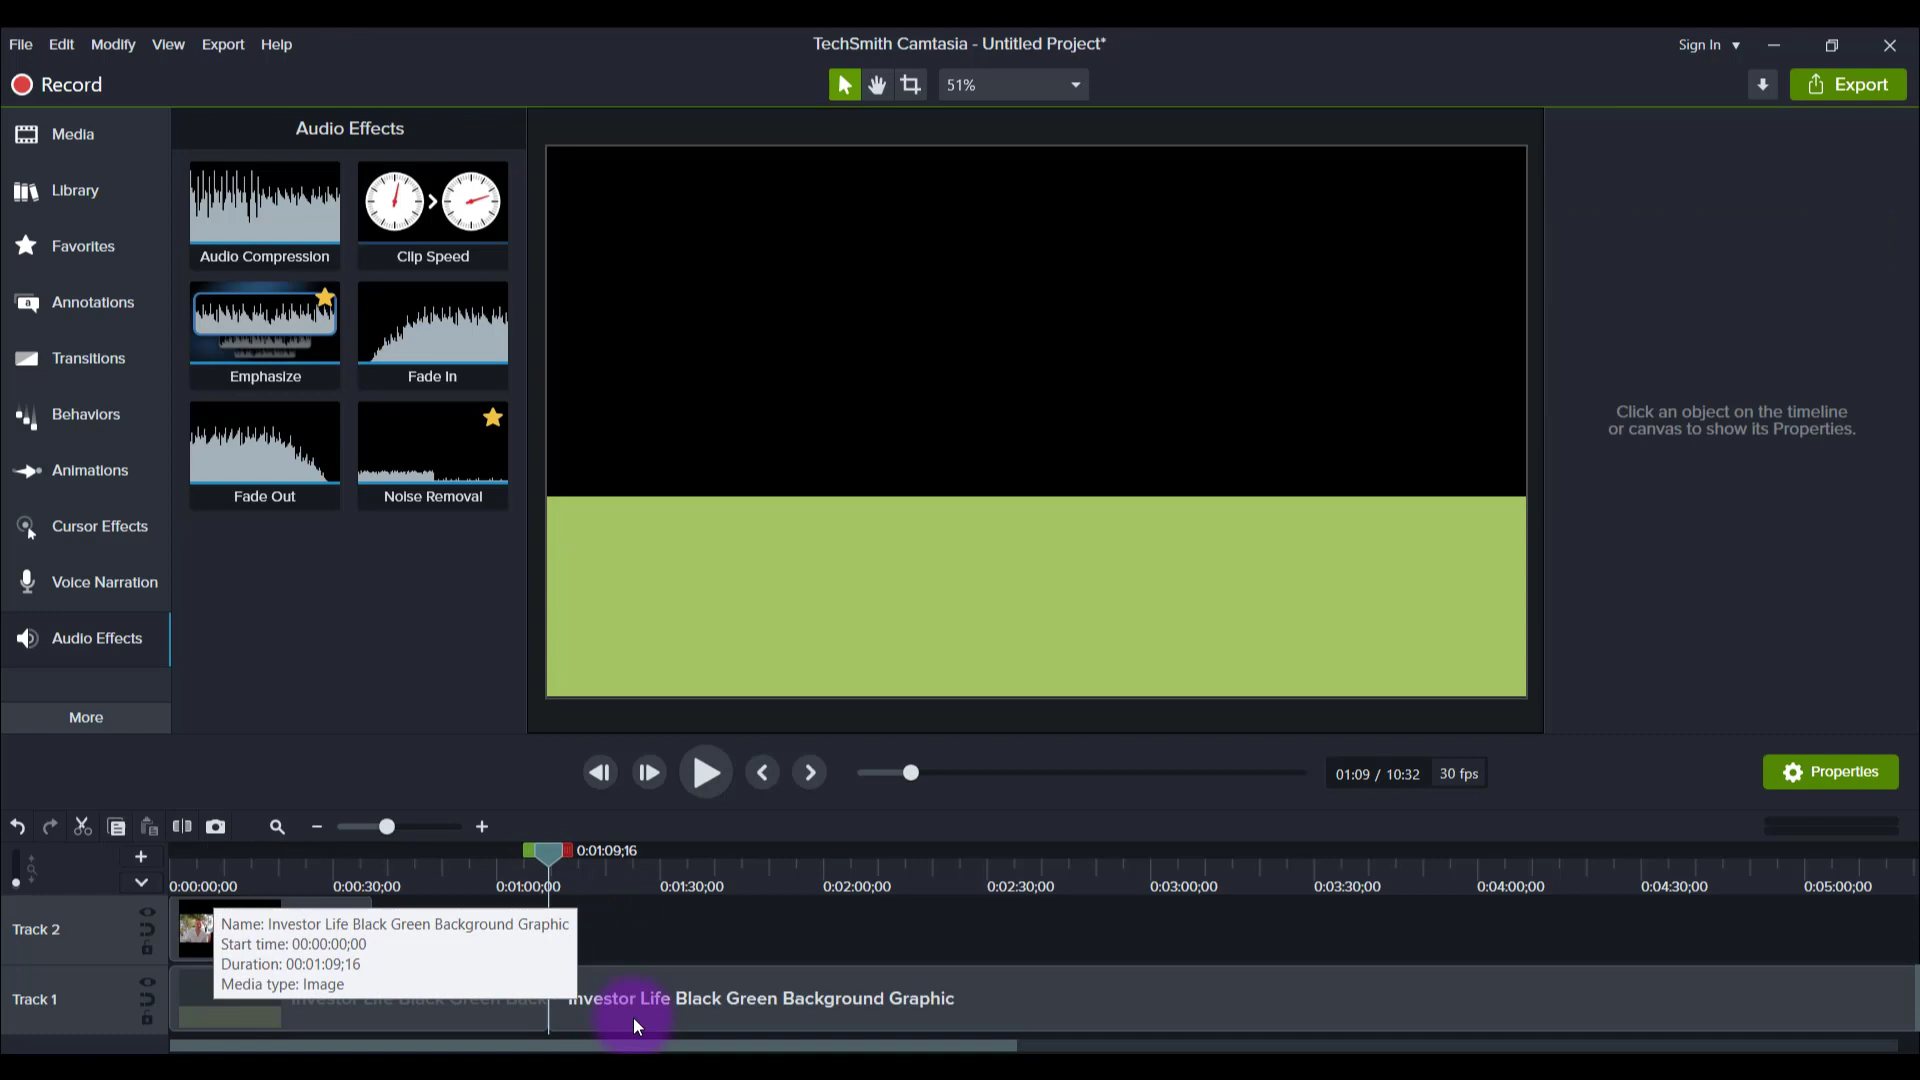 File Edit Modify View Export Help
TechSmith Camtasia - Untitled Project*
Sign In
Record
51%
Export
Media
Library
Favorites
Annotations
Transitions
Behaviors
Animations
Cursor Effects
Voice Narration
Audio Effects
More
Audio Effects
Audio Compression
Clip Speed
Emphasize
Fade In
Fade Out
Noise Removal
Click an object on the timeline
or canvas to show its Properties.
01:09 / 10:32
30 fps
Properties
0:01:09;16
0:00:00;00 0:00:30;00 0:01:00;00 0:01:30;00 0:02:00;00 0:02:30;00 0:03:00;00 0:03:30;00 0:04:00;00 0:04:30;00 0:05:00;00
Track 2
Name: Investor Life Black Green Background Graphic
Start time: 00:00:00;00
Duration: 00:01:09;16
Media type: Image
Track 1
Investor Life Black Green Back
Investor Life Black Green Background Graphic